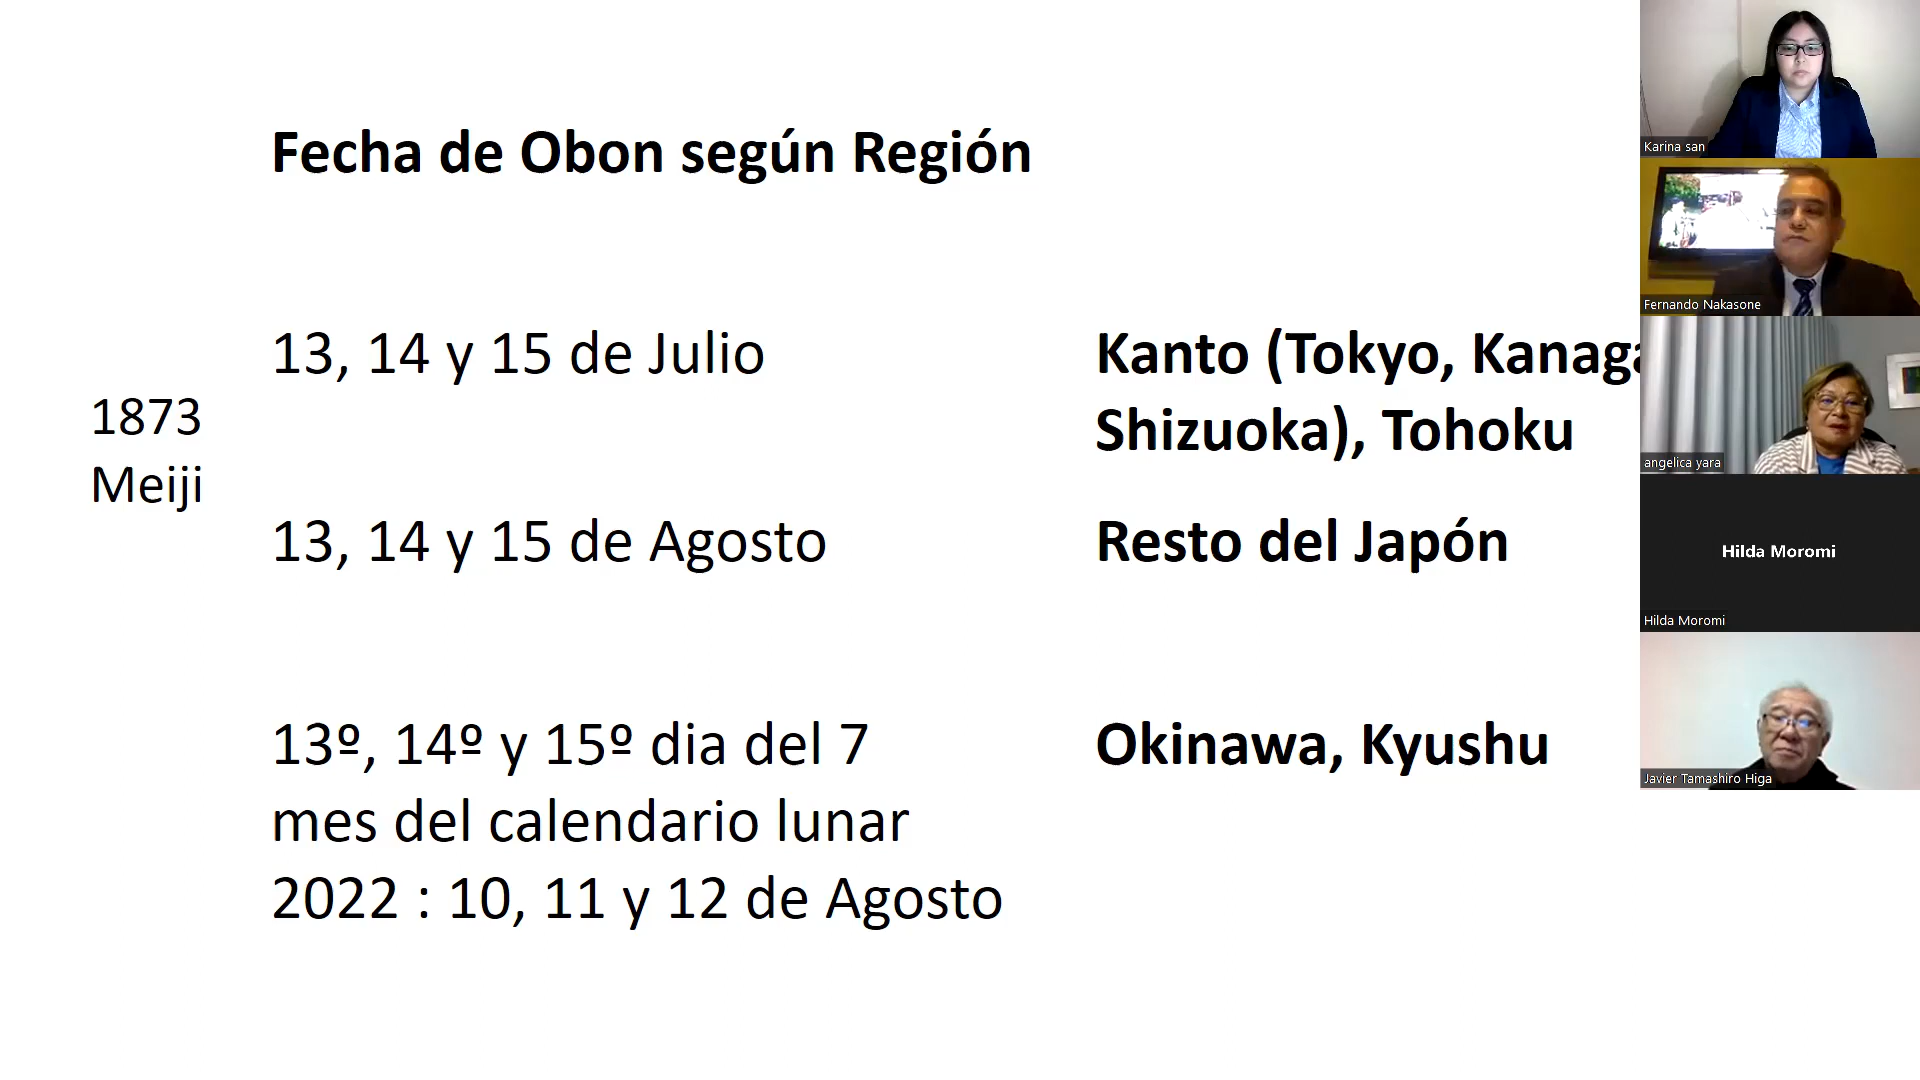 Fecha de Obon según Región
13, 14 y 15 de Julio
Kanto (Tokyo,
Shizuoka), Tohoku
1873
Meiji
13, 14 y 15 de Agosto
Resto del Japón
13º, 14º y 15º dia del 7
mes del calendario lunar
2022 : 10, 11 y 12 de Agosto
Okinawa, Kyushu
Karina san
Fernando Nakasone
angelica yara
Hilda Moromi
Hilda Moromi
Javier Tamashiro Higa